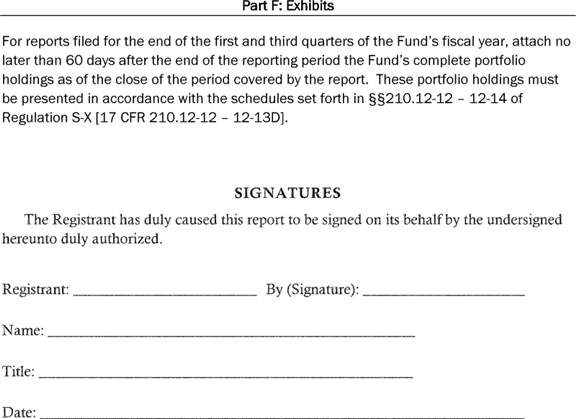 Part F: Exhibits
For reports filed for the end of the first and third quarters of the Fund's fiscal year, attach no
later than 60 days after the end of the reporting period the Fund's complete portfolio
holdings as of the close of the period covered by the report.  These portfolio holdings must
be presented in accordance with the schedules set forth in §§210.12-12 – 12-14 of
Regulation S-X [17 CFR 210.12-12 – 12-13D].
SIGNATURES
The Registrant has duly caused this report to be signed on its behalf by the undersigned
hereunto duly authorized.
Registrant: ________________________ By (Signature): ______________________
Name: ________________________________________________
Title: __________________________________________________
Date: ________________________________________________________________